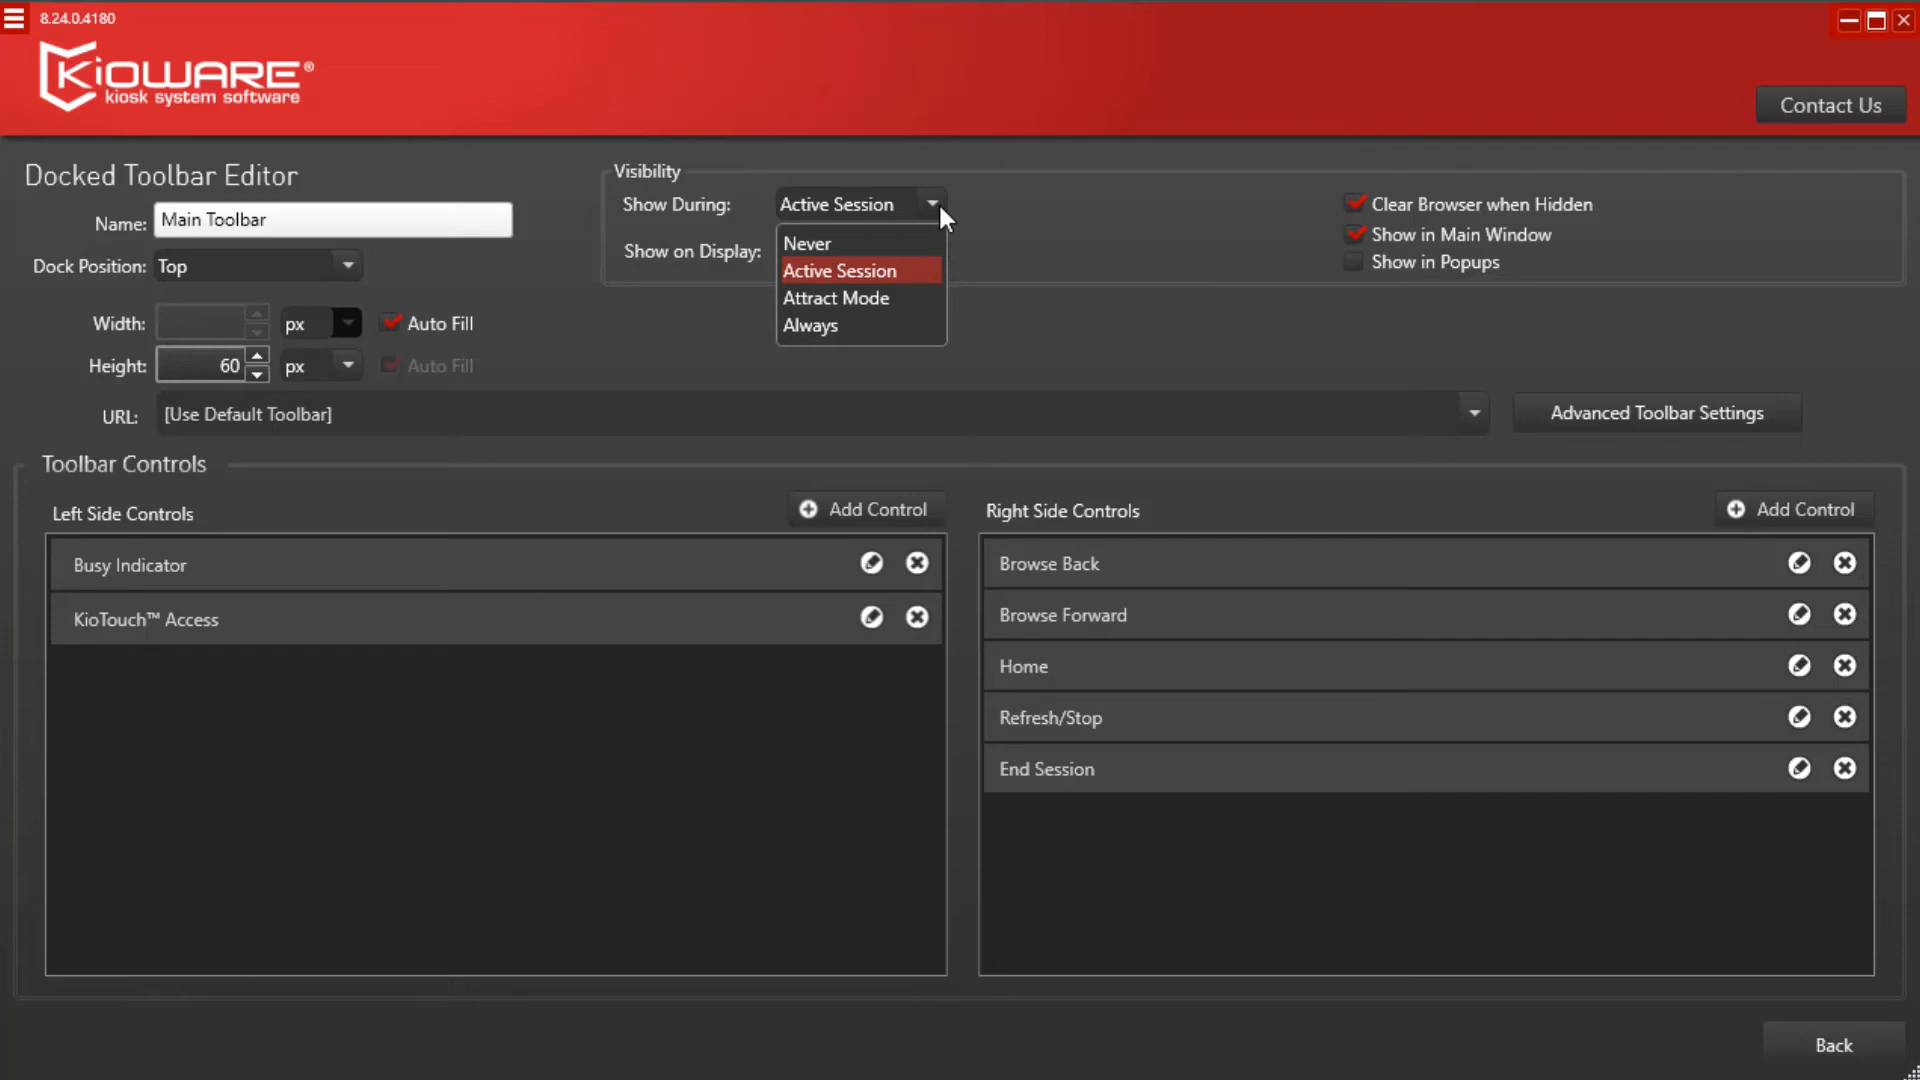 8.24.0.4180
KIOWARE®
kiosk system software
Contact Us
Docked Toolbar Editor
Name: Main Toolbar
Dock Position: Top
Width: px Auto Fill
Height: 60 px Auto Fill
URL: [Use Default Toolbar]
Advanced Toolbar Settings
Visibility
Show During: Active Session
Show on Display:
Never
Active Session
Attract Mode
Always
Clear Browser when Hidden
Show in Main Window
Show in Popups
Toolbar Controls
Left Side Controls
Add Control
Busy Indicator
KioTouch™ Access
Right Side Controls
Add Control
Browse Back
Browse Forward
Home
Refresh/Stop
End Session
Back